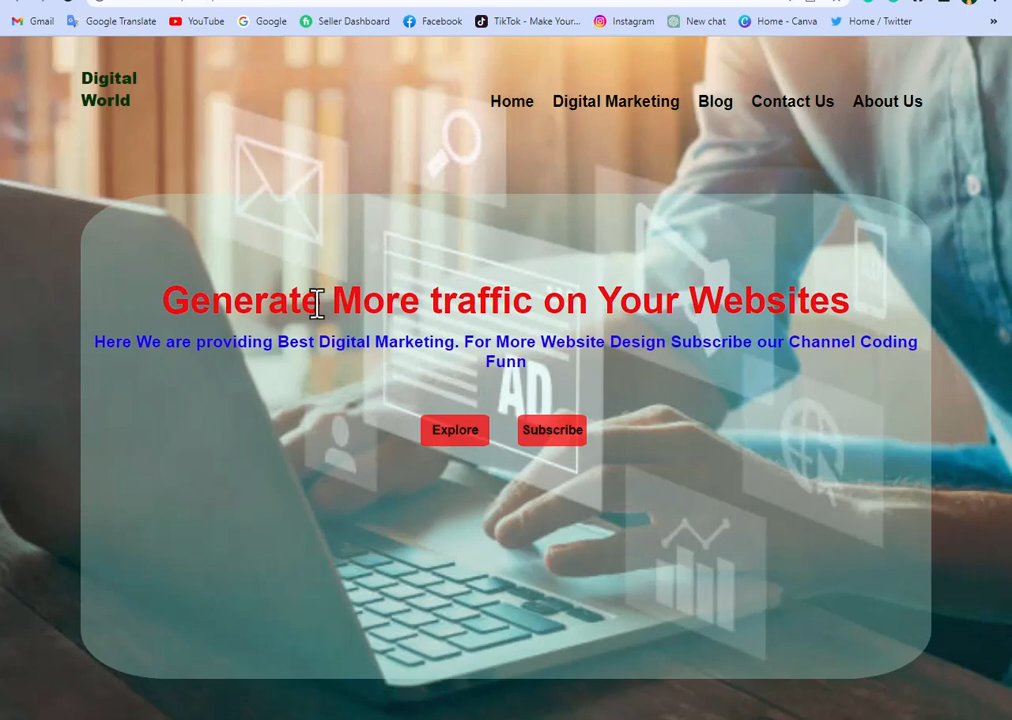 Gmail Google Translate YouTube Google Seller Dashboard Facebook TikTok - Make Your... Instagram New chat Home - Canva Home / Twitter »
Digital
World
Home Digital Marketing Blog Contact Us About Us
Generate More traffic on Your Websites
Here We are providing Best Digital Marketing. For More Website Design Subscribe our Channel Coding
Funn
AD
Explore Subscribe